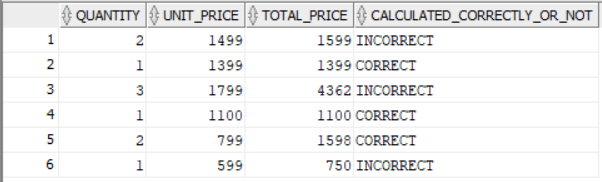 QUANTITY UNIT_PRICE TOTAL_PRICE CALCULATED_CORRECTLY_OR_NOT
1 2 1499 1599 INCORRECT
2 1 1399 1399 CORRECT
3 3 1799 4362 INCORRECT
4 1 1100 1100 CORRECT
5 2 799 1598 CORRECT
6 1 599 750 INCORRECT